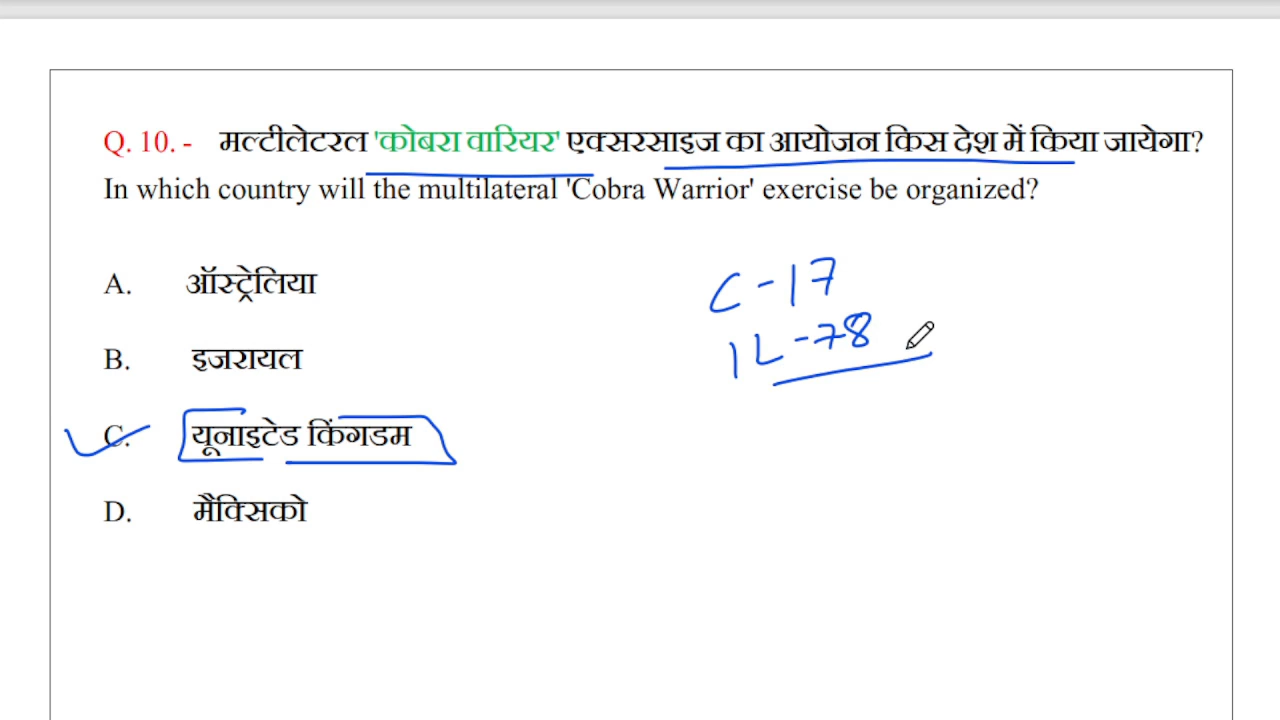 Q. 10. - मल्टीलेटरल 'कोबरा वारियर' एक्सरसाइज का आयोजन किस देश में किया जायेगा?
In which country will the multilateral 'Cobra Warrior' exercise be organized?
A. ऑस्ट्रेलिया
B. इजरायल
C. यूनाइटेड किंगडम
D. मैक्सिको
C-17
IL-78